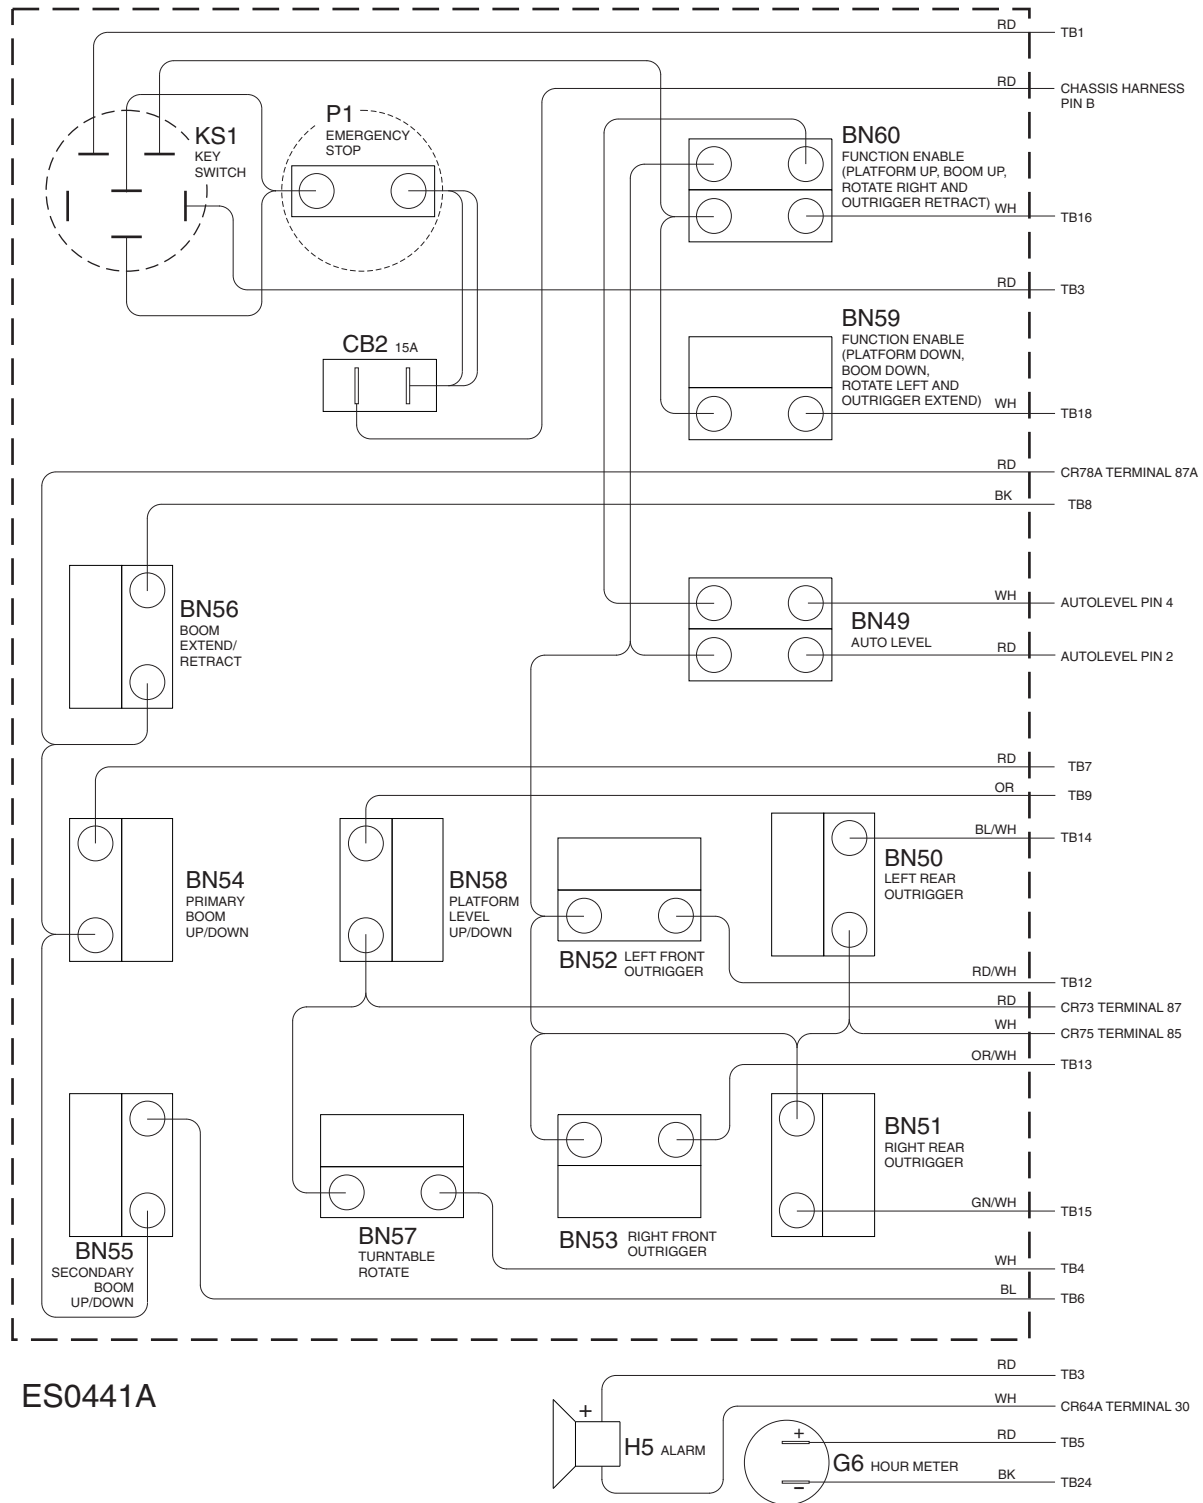 RD
TB1
RD
CHASSIS HARNESS
PIN B
KS1
KEY
SWITCH
P1
EMERGENCY
STOP
BN60
FUNCTION ENABLE
(PLATFORM UP, BOOM UP,
ROTATE RIGHT AND
OUTRIGGER RETRACT)
WH
TB16
RD
TB3
CB2 15A
BN59
FUNCTION ENABLE
(PLATFORM DOWN,
BOOM DOWN,
ROTATE LEFT AND
OUTRIGGER EXTEND)
WH
TB18
RD
CR78A TERMINAL 87A
BK
TB8
BN56
BOOM
EXTEND/
RETRACT
WH
AUTOLEVEL PIN 4
BN49
AUTO LEVEL
RD
AUTOLEVEL PIN 2
RD
TB7
OR
TB9
BL/WH
TB14
BN54
PRIMARY
BOOM
UP/DOWN
BN58
PLATFORM
LEVEL
UP/DOWN
BN50
LEFT REAR
OUTRIGGER
BN52 LEFT FRONT
OUTRIGGER
RD/WH
TB12
RD
CR73 TERMINAL 87
WH
CR75 TERMINAL 85
OR/WH
TB13
BN51
RIGHT REAR
OUTRIGGER
GN/WH
TB15
BN55
SECONDARY
BOOM
UP/DOWN
BN57
TURNTABLE
ROTATE
BN53 RIGHT FRONT
OUTRIGGER
WH
TB4
BL
TB6
ES0441A
RD
TB3
WH
CR64A TERMINAL 30
+
H5 ALARM
RD
TB5
+
G6 HOUR METER
−
BK
TB24